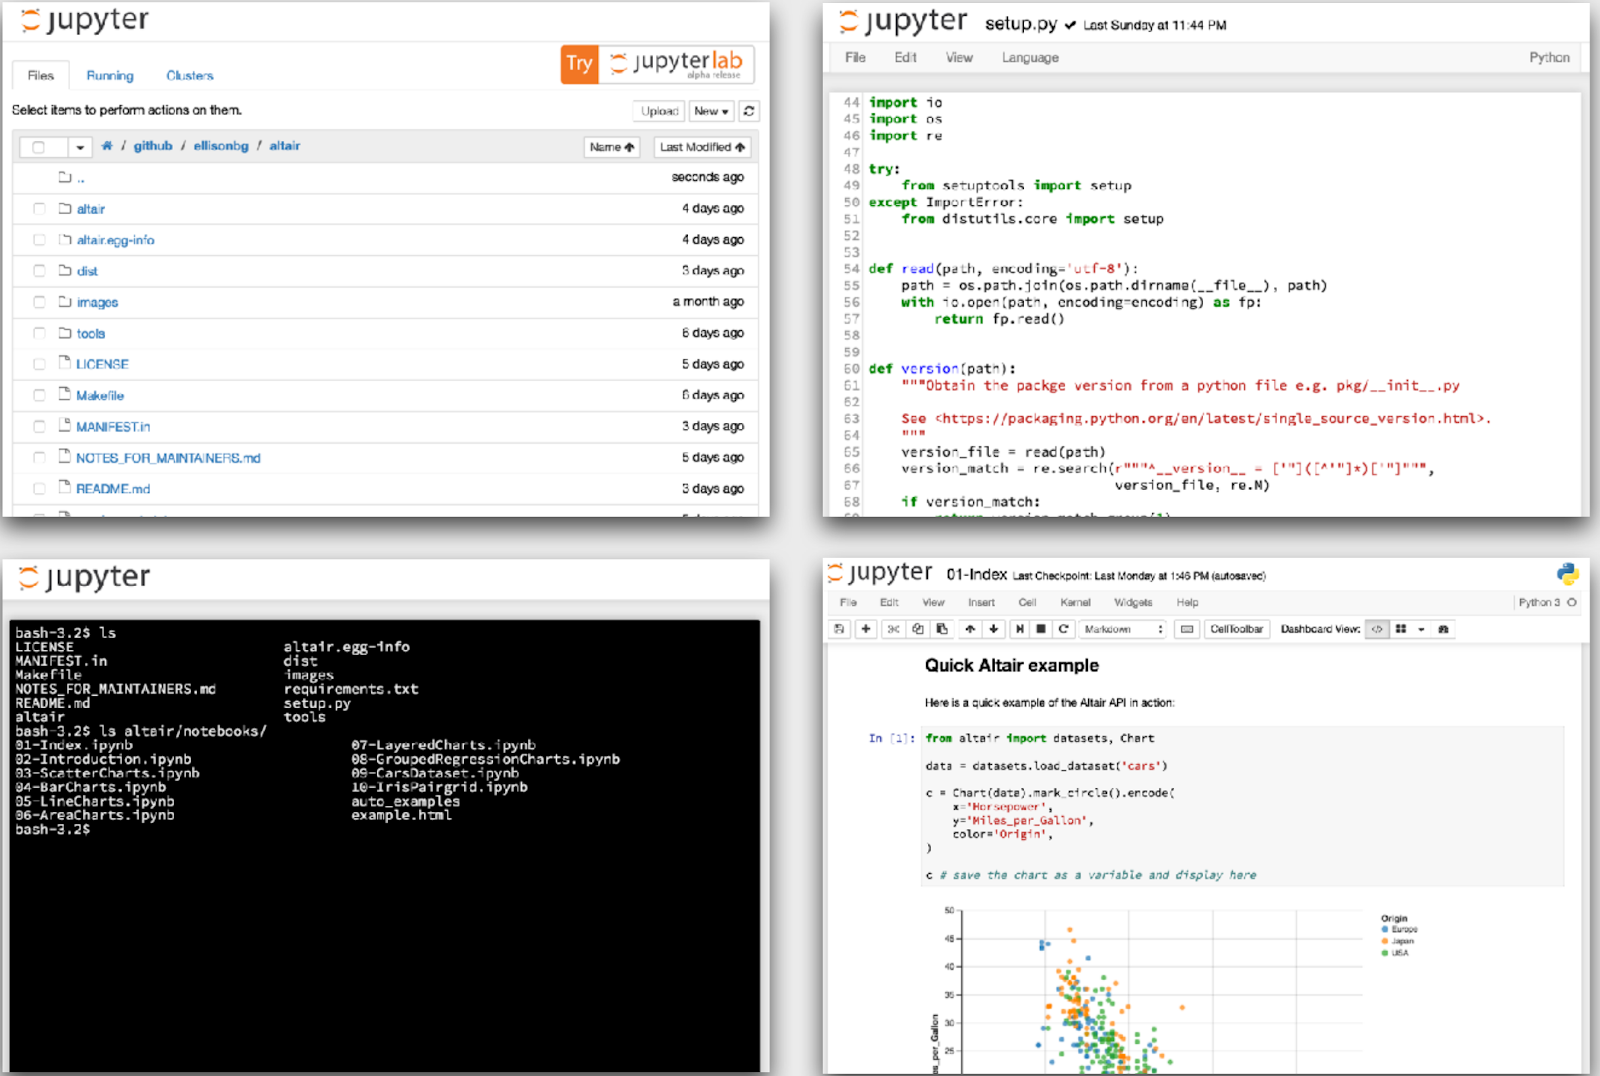 jupyter
Try jupyterlab
alpha release
Files Running Clusters
Select items to perform actions on them.
Upload New
/ github / ellisonbg / altair
Name Last Modified
.. seconds ago
altair 4 days ago
altair.egg-info 4 days ago
dist 3 days ago
images a month ago
tools 6 days ago
LICENSE 5 days ago
Makefile 6 days ago
MANIFEST.in 3 days ago
NOTES_FOR_MAINTAINERS.md 5 days ago
README.md 3 days ago
jupyter setup.py Last Sunday at 11:44 PM
File Edit View Language Python
44 import io
45 import os
46 import re
47
48 try:
49 from setuptools import setup
50 except ImportError:
51 from distutils.core import setup
52
53
54 def read(path, encoding='utf-8'):
55 path = os.path.join(os.path.dirname(__file__), path)
56 with io.open(path, encoding=encoding) as fp:
57 return fp.read()
58
59
60 def version(path):
61 """Obtain the packge version from a python file e.g. pkg/__init__.py
62
63 See <https://packaging.python.org/en/latest/single_source_version.html>.
64 """
65 version_file = read(path)
66 version_match = re.search(r"""^__version__ = ['"]([^'"]*)['"]""",
67 version_file, re.M)
68 if version_match:
jupyter
bash-3.2$ ls
LICENSE altair.egg-info
MANIFEST.in dist
Makefile images
NOTES_FOR_MAINTAINERS.md requirements.txt
README.md setup.py
altair tools
bash-3.2$ ls altair/notebooks/
01-Index.ipynb 07-LayeredCharts.ipynb
02-Introduction.ipynb 08-GroupedRegressionCharts.ipynb
03-ScatterCharts.ipynb 09-CarsDataset.ipynb
04-BarCharts.ipynb 10-IrisPairgrid.ipynb
05-LineCharts.ipynb auto_examples
06-AreaCharts.ipynb example.html
bash-3.2$
jupyter 01-Index Last Checkpoint: Last Monday at 1:46 PM (autosaved)
File Edit View Insert Cell Kernel Widgets Help Python 3
Markdown CellToolbar Dashboard View:
Quick Altair example
Here is a quick example of the Altair API in action:
In [1]: from altair import datasets, Chart
data = datasets.load_dataset('cars')
c = Chart(data).mark_circle().encode(
x='Horsepower',
y='Miles_per_Gallon',
color='Origin',
)
c # save the chart as a variable and display here
50
45
40
35
30
25
Origin
Europe
Japan
USA